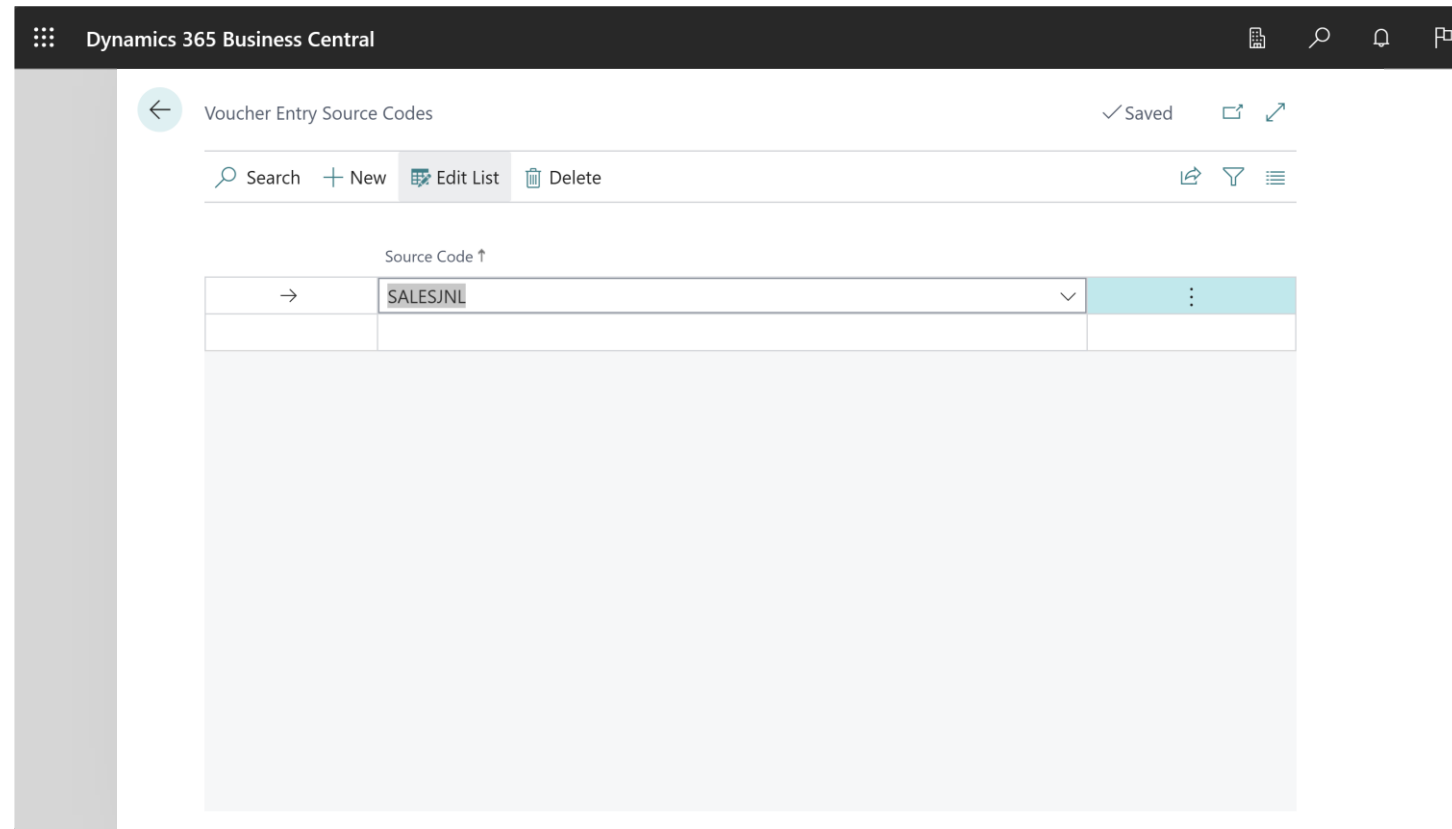 Dynamics 365 Business Central
Voucher Entry Source Codes
Saved
Search
New
Edit List
Delete
Source Code
SALESJNL